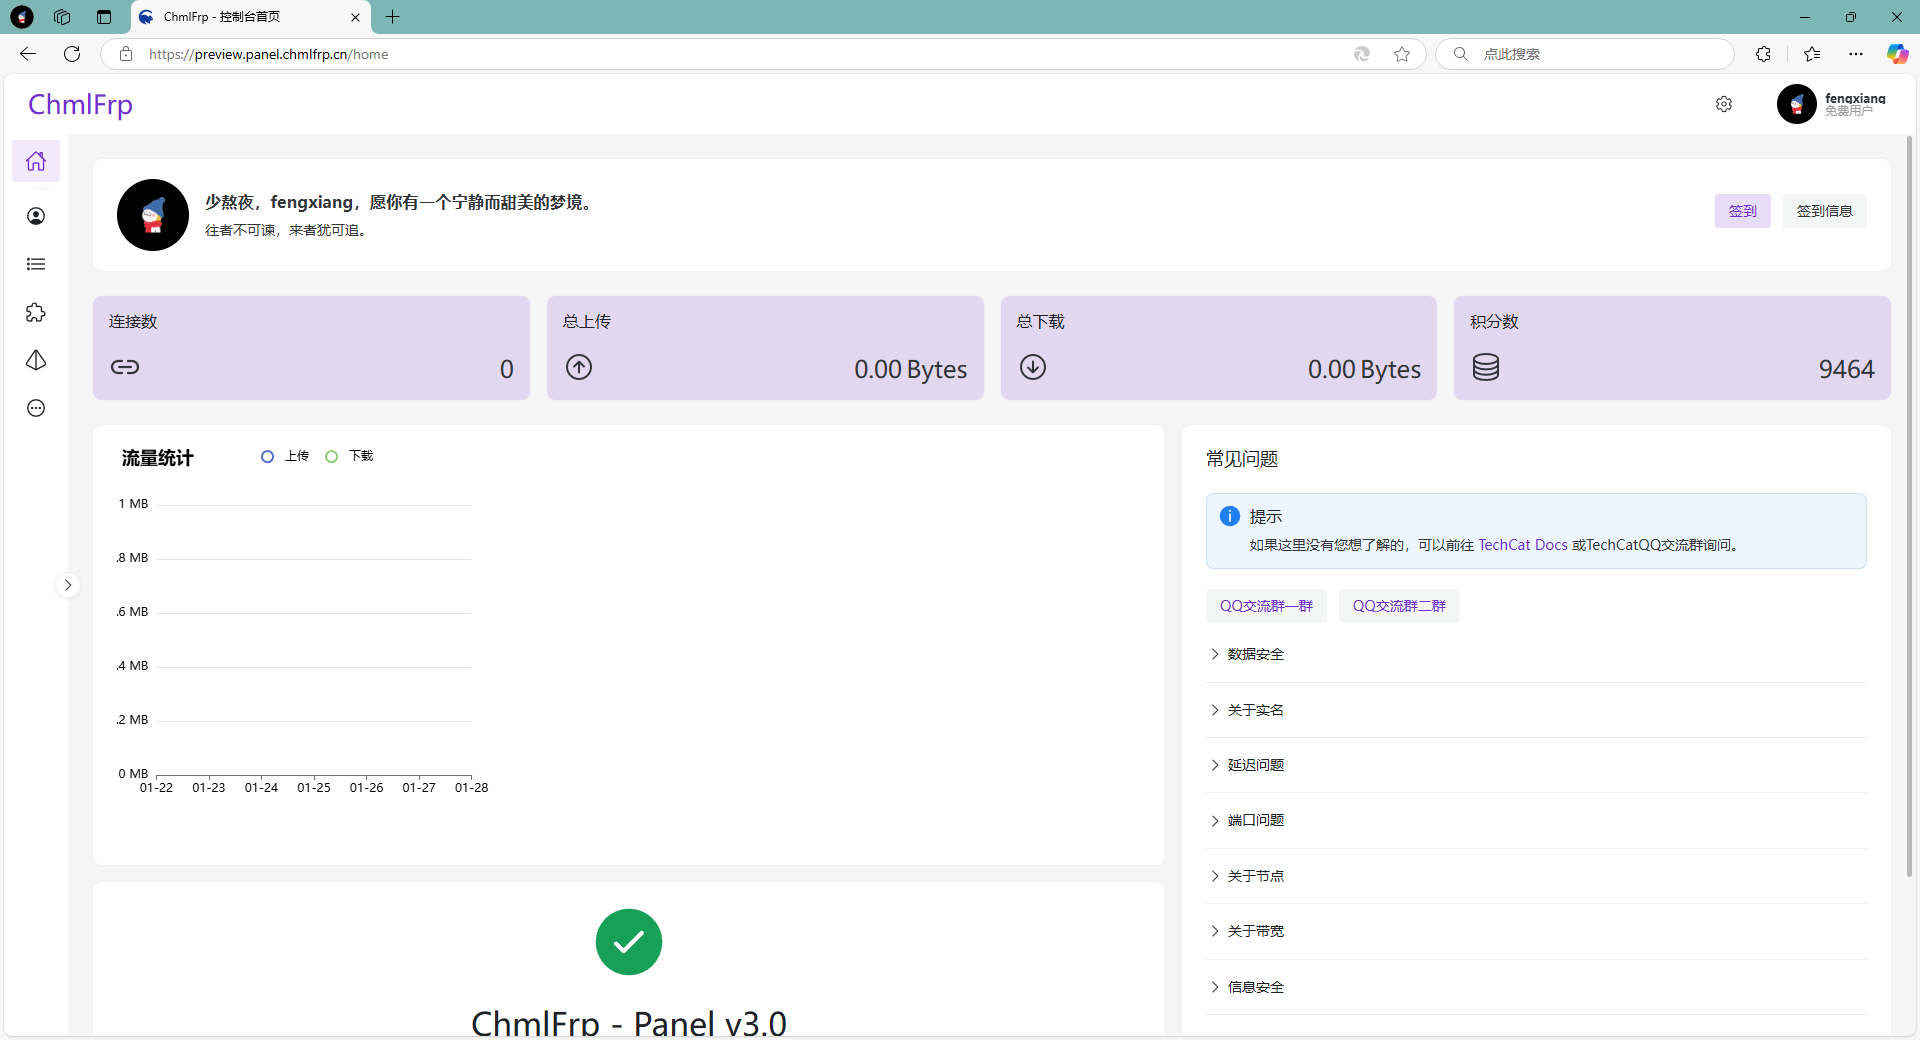 ChmlFrp - 控制台首页
https://preview.panel.chmlfrp.cn/home
点此搜索
ChmlFrp
fengxiang
免费用户
少熬夜，fengxiang，愿你有一个宁静而甜美的梦境。
往者不可谏，来者犹可追。
签到
签到信息
连接数
0
总上传
0.00 Bytes
总下载
0.00 Bytes
积分数
9464
流量统计
上传
下载
1 MB
.8 MB
.6 MB
.4 MB
.2 MB
0 MB
01-22 01-23 01-24 01-25 01-26 01-27 01-28
ChmlFrp - Panel v3.0
常见问题
提示
如果这里没有您想了解的，可以前往 TechCat Docs 或TechCatQQ交流群询问。
QQ交流群一群
QQ交流群二群
数据安全
关于实名
延迟问题
端口问题
关于节点
关于带宽
信息安全